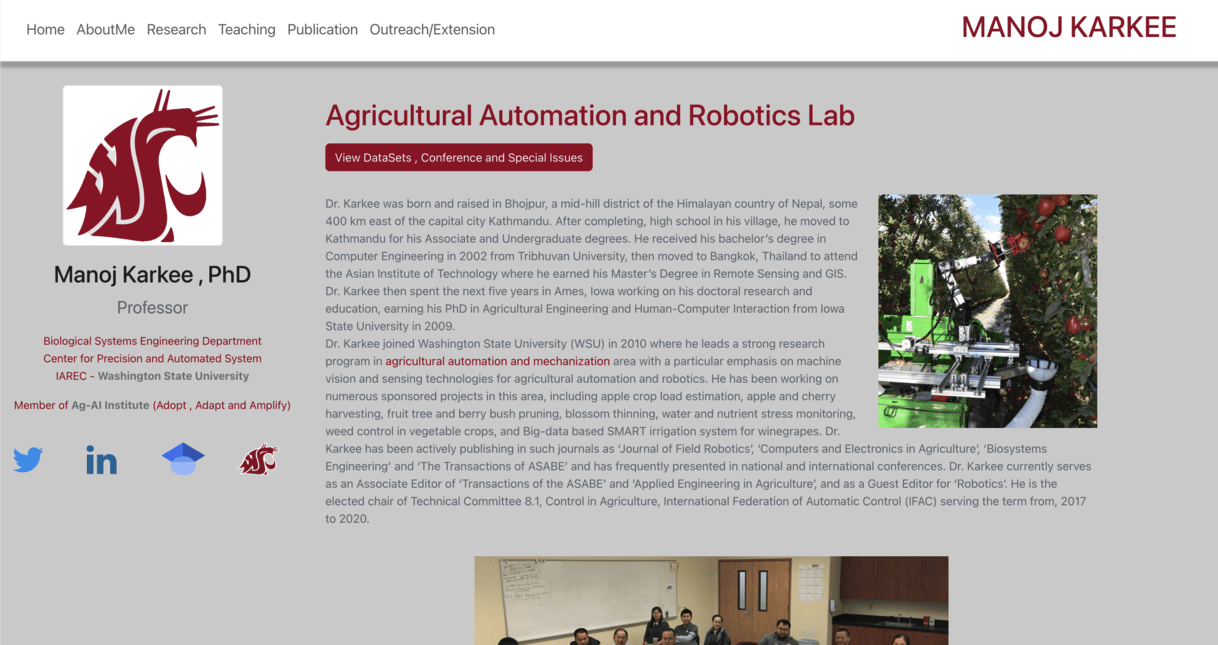 Home AboutMe Research Teaching Publication Outreach/Extension
MANOJ KARKEE
Manoj Karkee , PhD
Professor
Biological Systems Engineering Department
Center for Precision and Automated System
IAREC - Washington State University
Member of Ag-AI Institute (Adopt , Adapt and Amplify)
in
Agricultural Automation and Robotics Lab
View DataSets , Conference and Special Issues
Dr. Karkee was born and raised in Bhojpur, a mid-hill district of the Himalayan country of Nepal, some
400 km east of the capital city Kathmandu. After completing, high school in his village, he moved to
Kathmandu for his Associate and Undergraduate degrees. He received his bachelor’s degree in
Computer Engineering in 2002 from Tribhuvan University, then moved to Bangkok, Thailand to attend
the Asian Institute of Technology where he earned his Master’s Degree in Remote Sensing and GIS.
Dr. Karkee then spent the next five years in Ames, Iowa working on his doctoral research and
education, earning his PhD in Agricultural Engineering and Human-Computer Interaction from Iowa
State University in 2009.
Dr. Karkee joined Washington State University (WSU) in 2010 where he leads a strong research
program in agricultural automation and mechanization area with a particular emphasis on machine
vision and sensing technologies for agricultural automation and robotics. He has been working on
numerous sponsored projects in this area, including apple crop load estimation, apple and cherry
harvesting, fruit tree and berry bush pruning, blossom thinning, water and nutrient stress monitoring,
weed control in vegetable crops, and Big-data based SMART irrigation system for winegrapes. Dr.
Karkee has been actively publishing in such journals as ‘Journal of Field Robotics’, ‘Computers and Electronics in Agriculture’, ‘Biosystems
Engineering’ and ‘The Transactions of ASABE’ and has frequently presented in national and international conferences. Dr. Karkee currently serves
as an Associate Editor of ‘Transactions of the ASABE’ and ‘Applied Engineering in Agriculture’, and as a Guest Editor for ‘Robotics’. He is the
elected chair of Technical Committee 8.1, Control in Agriculture, International Federation of Automatic Control (IFAC) serving the term from, 2017
to 2020.